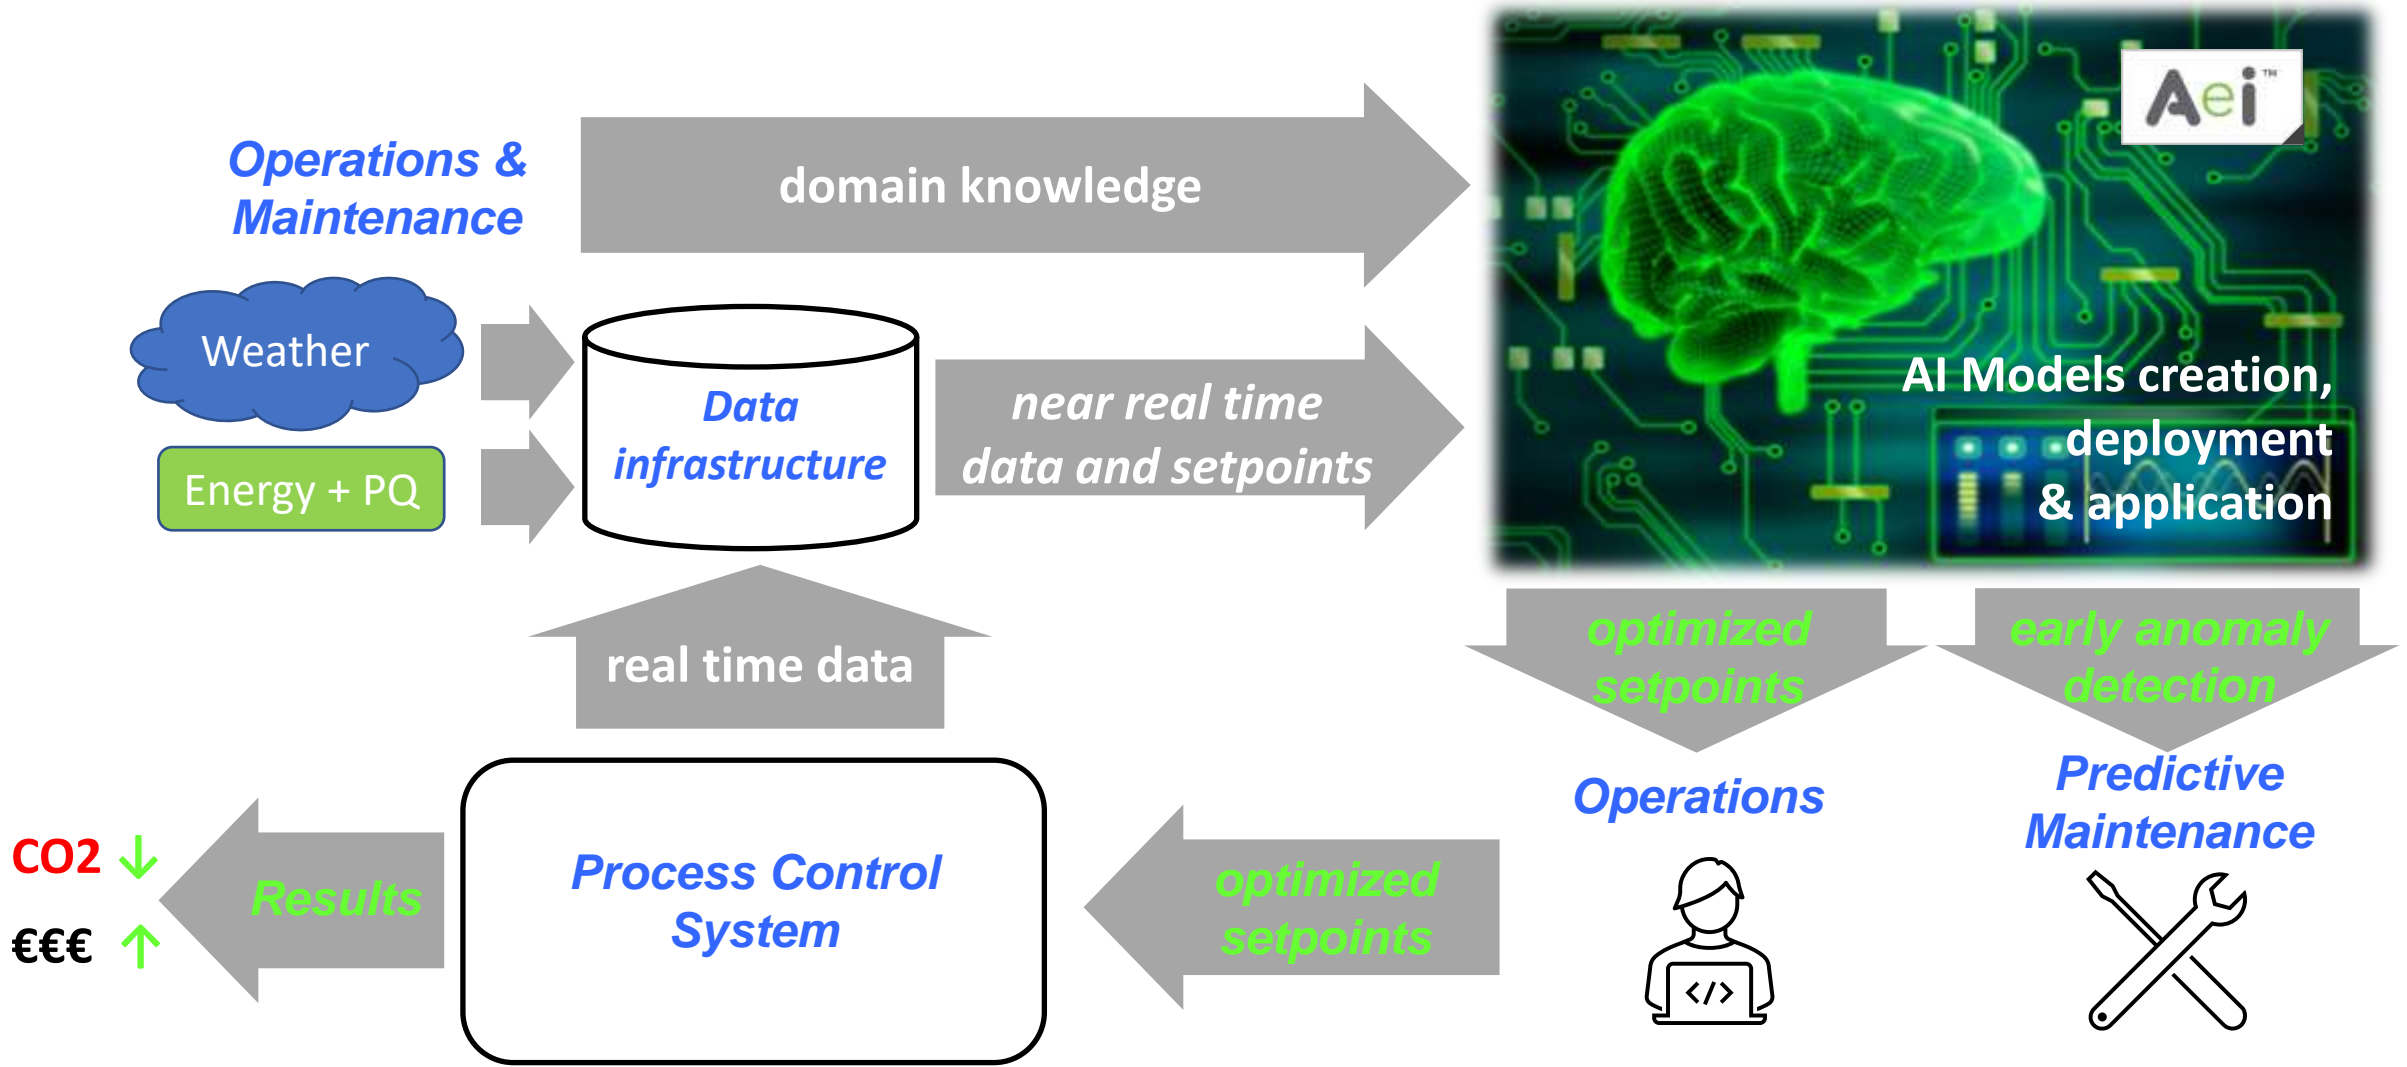 Aei™
Operations &
Maintenance
domain knowledge
Weather
Energy + PQ
Data
infrastructure
near real time
data and setpoints
AI Models creation,
deployment
& application
real time data
optimized
setpoints
early anomaly
detection
Operations
Predictive
Maintenance
CO2 ↓
€€€ ↑
Results
Process Control
System
optimized
setpoints
</>